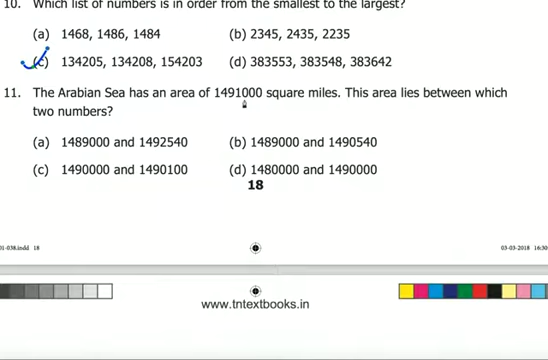 10. Which list of numbers is in order from the smallest to the largest?
(a) 1468, 1486, 1484 (b) 2345, 2435, 2235
(c) 134205, 134208, 154203 (d) 383553, 383548, 383642
11. The Arabian Sea has an area of 1491000 square miles. This area lies between which
two numbers?
(a) 1489000 and 1492540 (b) 1489000 and 1490540
(c) 1490000 and 1490100 (d) 1480000 and 1490000
18
01-038.indd 18 03-03-2018 16:30
www.tntextbooks.in